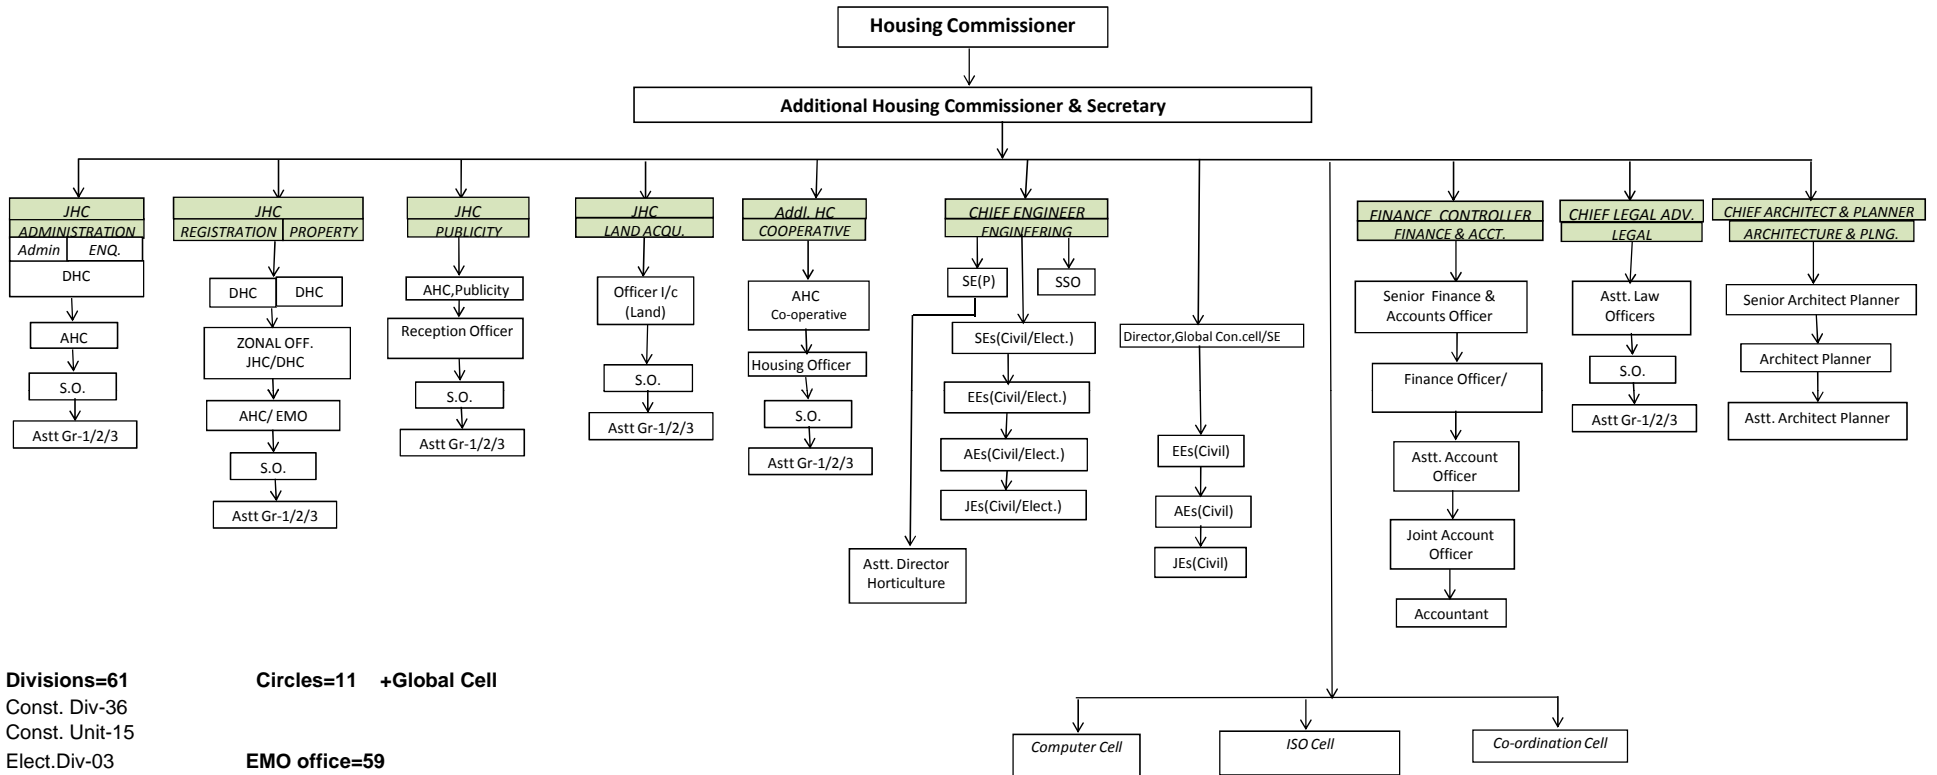 Housing Commissioner
Additional Housing Commissioner & Secretary
JHC
ADMINISTRATION
Admin ENQ.
DHC
AHC
S.O.
Astt Gr-1/2/3
JHC
REGISTRATION PROPERTY
DHC DHC
ZONAL OFF.
JHC/DHC
AHC/ EMO
S.O.
Astt Gr-1/2/3
JHC
PUBLICITY
AHC,Publicity
Reception Officer
S.O.
Astt Gr-1/2/3
JHC
LAND ACQU.
Officer I/c
(Land)
S.O.
Astt Gr-1/2/3
Addl. HC
COOPERATIVE
AHC
Co-operative
Housing Officer
S.O.
Astt Gr-1/2/3
CHIEF ENGINEER
ENGINEERING
SE(P)
SSO
SEs(Civil/Elect.)
EEs(Civil/Elect.)
AEs(Civil/Elect.)
JEs(Civil/Elect.)
Astt. Director
Horticulture
Director,Global Con.cell/SE
EEs(Civil)
AEs(Civil)
JEs(Civil)
FINANCE CONTROLLER
FINANCE & ACCT.
Senior Finance &
Accounts Officer
Finance Officer/
Astt. Account
Officer
Joint Account
Officer
Accountant
CHIEF LEGAL ADV.
LEGAL
Astt. Law
Officers
S.O.
Astt Gr-1/2/3
CHIEF ARCHITECT & PLANNER
ARCHITECTURE & PLNG.
Senior Architect Planner
Architect Planner
Astt. Architect Planner
Computer Cell
ISO Cell
Co-ordination Cell
Divisions=61 Circles=11 +Global Cell
Const. Div-36
Const. Unit-15
Elect.Div-03 EMO office=59